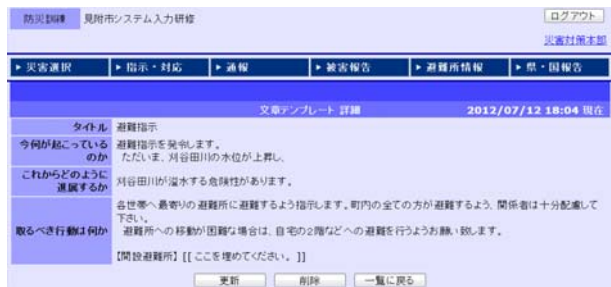 防災訓練 見附市システム入力研修 ログアウト
災害対策本部
▶災害選択 ▶指示・対応 ▶通報 ▶被害報告 ▶避難所情報 ▶県・国報告
文章テンプレート 詳細 2012/07/12 18:04 現在
タイトル 避難指示
今何が起こっている 避難指示を発令します。
のか ただいま、刈谷田川の水位が上昇し、
これからどのように 刈谷田川が溢水する危険性があります。
進展するか
各世帯へ最寄りの避難所に避難するよう指示します。町内の全ての方が避難するよう、関係者は十分配慮して
下さい。
取るべき行動は何か 避難所への移動が困難な場合は、自宅の2階などへの避難を行うようお願い致します。
【開設避難所】[[ ここを埋めてください。 ]]
更新 削除 一覧に戻る